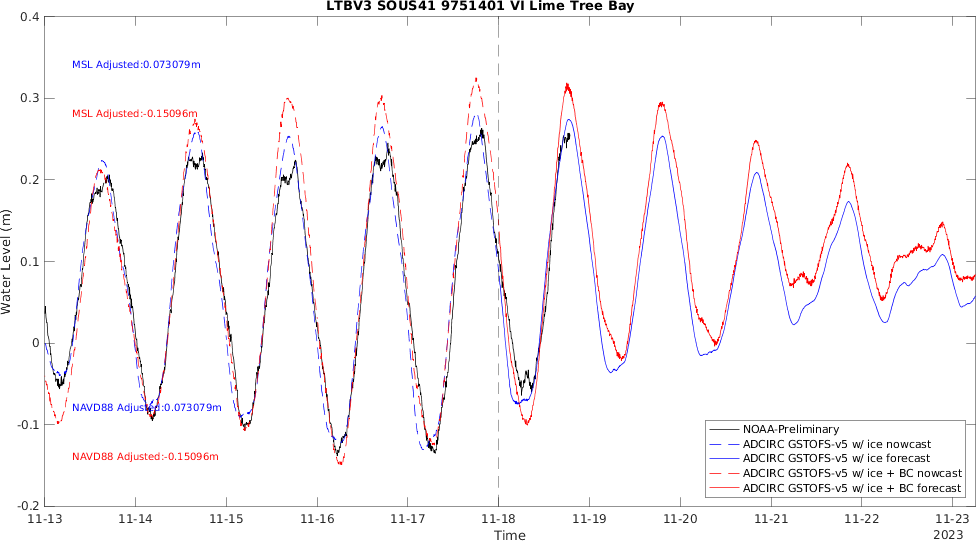 LTBV3 SOUS41 9751401 VI Lime Tree Bay
0.4
0.3
0.2
0.1
0
-0.1
-0.2
Water Level (m)
MSL Adjusted:0.073079m
MSL Adjusted:-0.15096m
NAVD88 Adjusted:0.073079m
NAVD88 Adjusted:-0.15096m
NOAA-Preliminary
ADCIRC GSTOFS-v5 w/ ice nowcast
ADCIRC GSTOFS-v5 w/ ice forecast
ADCIRC GSTOFS-v5 w/ ice + BC nowcast
ADCIRC GSTOFS-v5 w/ ice + BC forecast
11-13 11-14 11-15 11-16 11-17 11-18 11-19 11-20 11-21 11-22 11-23
Time
2023